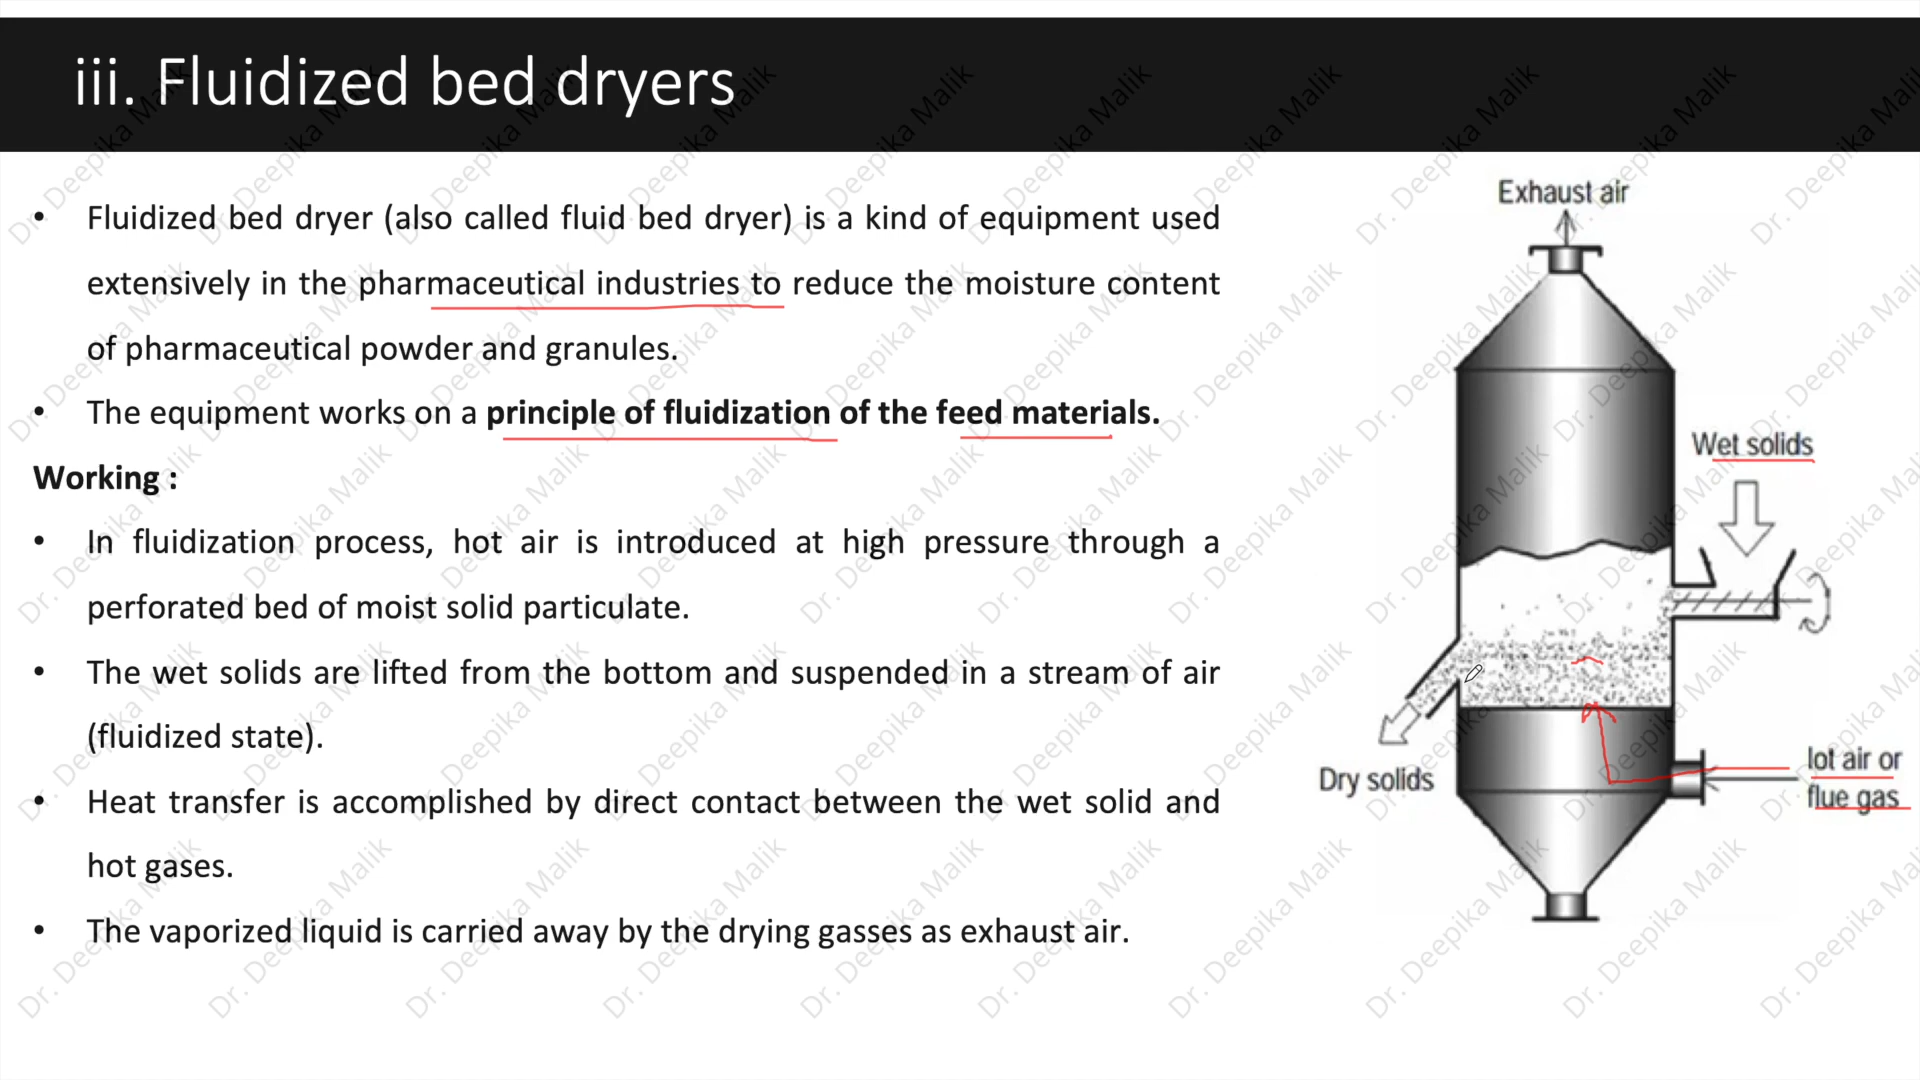 iii. Fluidized bed dryers
• Fluidized bed dryer (also called fluid bed dryer) is a kind of equipment used
extensively in the pharmaceutical industries to reduce the moisture content
of pharmaceutical powder and granules.
• The equipment works on a principle of fluidization of the feed materials.
Working :
• In fluidization process, hot air is introduced at high pressure through a
perforated bed of moist solid particulate.
• The wet solids are lifted from the bottom and suspended in a stream of air
(fluidized state).
• Heat transfer is accomplished by direct contact between the wet solid and
hot gases.
• The vaporized liquid is carried away by the drying gasses as exhaust air.
Exhaust air
Wet solids
Dry solids
lot air or
flue gas
Dr. Deepika Malik